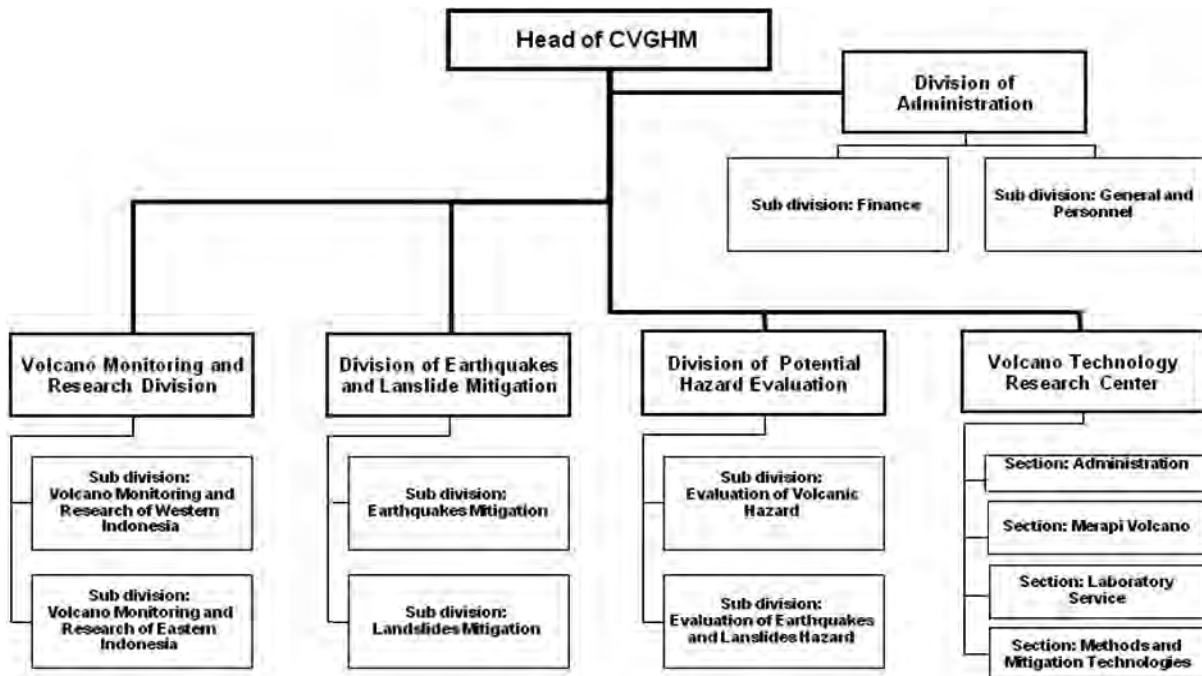 Head of CVGHM
Division of
Administration
Sub division: Finance
Sub division: General and
Personnel
Volcano Monitoring and
Research Division
Division of Earthquakes
and Lanslide Mitigation
Division of Potential
Hazard Evaluation
Volcano Technology
Research Center
Sub division:
Volcano Monitoring and
Research of Western
Indonesia
Sub division:
Volcano Monitoring and
Research of Eastern
Indonesia
Sub division:
Earthquakes Mitigation
Sub division:
Landslides Mitigation
Sub division:
Evaluation of Volcanic
Hazard
Sub division:
Evaluation of Earthquakes
and Lanslides Hazard
Section: Administration
Section: Merapi Volcano
Section: Laboratory
Service
Section: Methods and
Mitigation Technologies